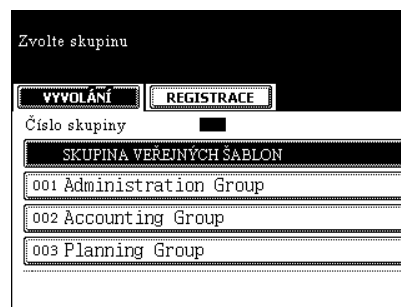 Zvolte skupinu
VYVOLÁNÍ REGISTRACE
Číslo skupiny
SKUPINA VEŘEJNÝCH ŠABLON
001 Administration Group
002 Accounting Group
003 Planning Group